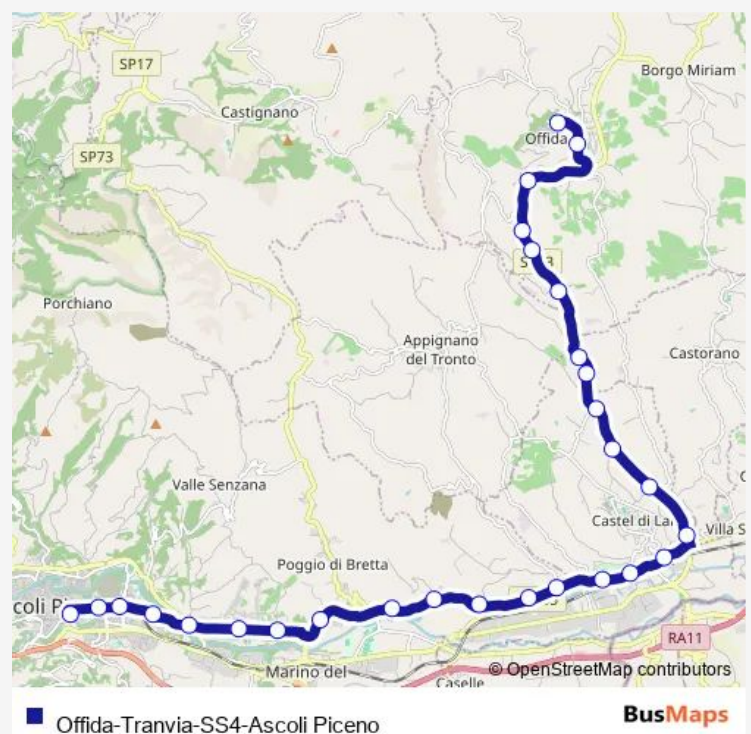 SP17
Borgo Miriam
Castignano
Offida
SP73
Porchiano
Appignano
del Tronto
Castorano
Valle Senzana
Castel di La
Villa S
Poggio di Bretta
coli Pi
RA11
Marino del
© OpenStreetMap contributors
Caselle
Offida-Tranvia-SS4-Ascoli Piceno
BusMaps